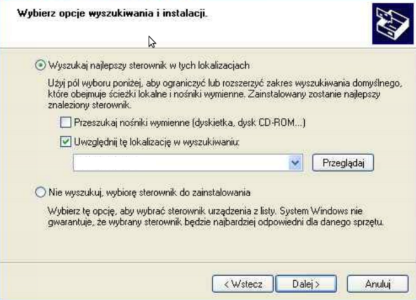 Wybierz opcje wyszukiwania i instalacji.
Wyszukaj najlepszy sterownik w tych lokalizacjach
Użyj pól wyboru poniżej, aby ograniczyć lub rozszerzyć zakres wyszukiwania domyślnego,
które obejmuje ścieżki lokalne i nośniki wymienne. Zainstalowany zostanie najlepszy
znaleziony sterownik.
Przeszukaj nośniki wymienne (dyskietka, dysk CD-ROM...)
Uwzględnij tę lokalizację w wyszukiwaniu:
Przeglądaj
Nie wyszukuj, wybiorę sterownik do zainstalowania
Wybierz tę opcję, aby wybrać sterownik urządzenia z listy. System Windows nie
gwarantuje, że wybrany sterownik będzie najbardziej odpowiedni dla danego sprzętu.
< Wstecz
Dalej >
Anuluj